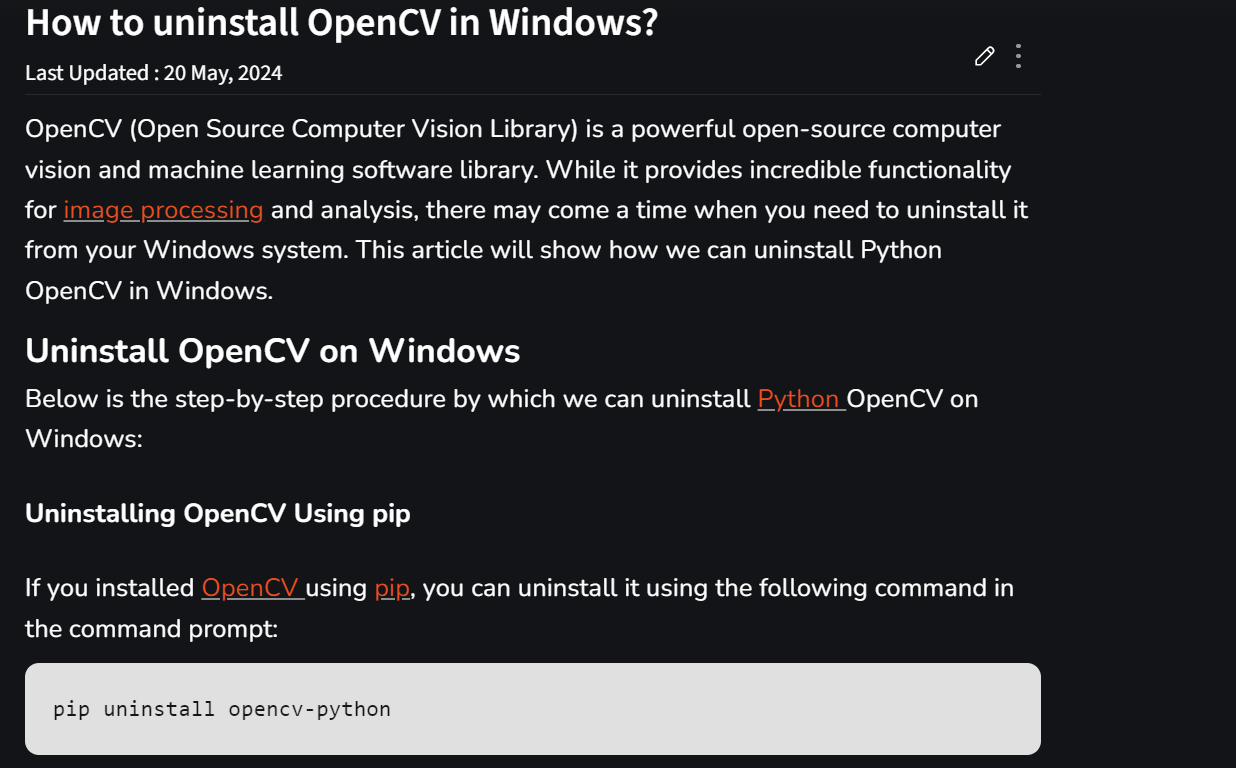 How to uninstall OpenCV in Windows?
Last Updated : 20 May, 2024
OpenCV (Open Source Computer Vision Library) is a powerful open-source computer
vision and machine learning software library. While it provides incredible functionality
for image processing and analysis, there may come a time when you need to uninstall it
from your Windows system. This article will show how we can uninstall Python
OpenCV in Windows.
Uninstall OpenCV on Windows
Below is the step-by-step procedure by which we can uninstall Python OpenCV on
Windows:
Uninstalling OpenCV Using pip
If you installed OpenCV using pip, you can uninstall it using the following command in
the command prompt:
pip uninstall opencv-python